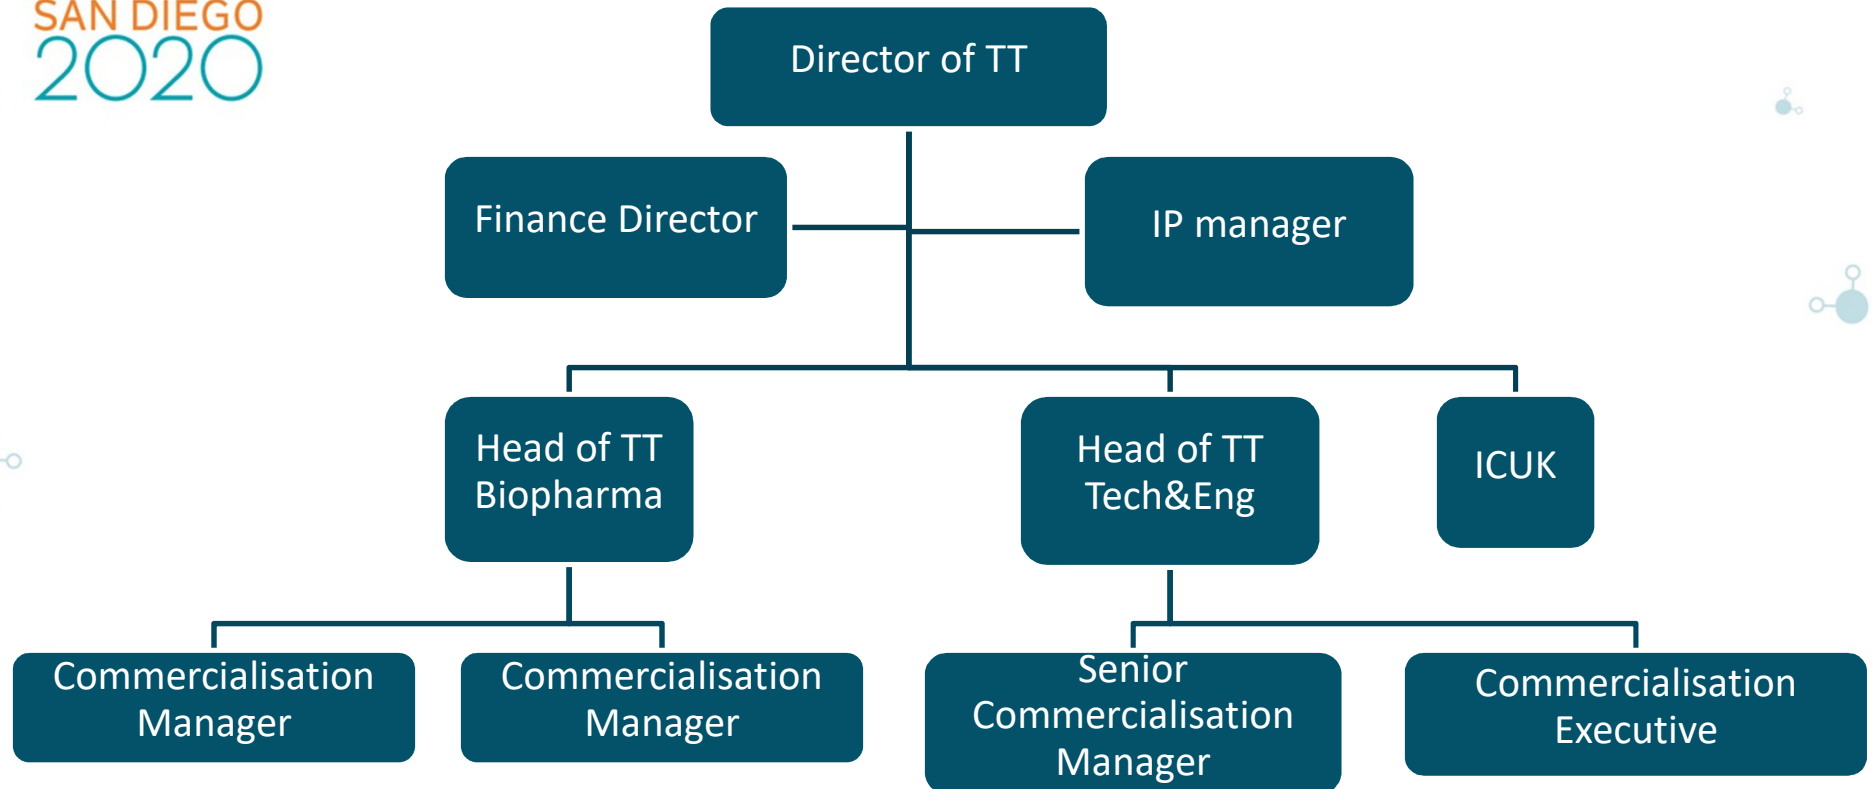 SAN DIEGO
2020
Director of TT
Finance Director
IP manager
Head of TT
Biopharma
Head of TT
Tech&Eng
ICUK
Commercialisation
Manager
Commercialisation
Manager
Senior
Commercialisation
Manager
Commercialisation
Executive